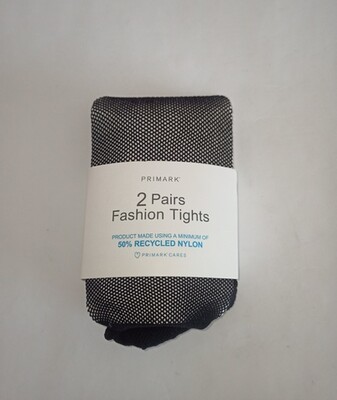 PRIMARK®
2 Pairs
Fashion Tights
PRODUCT MADE USING A MINIMUM OF
50% RECYCLED NYLON
PRIMARK CARES